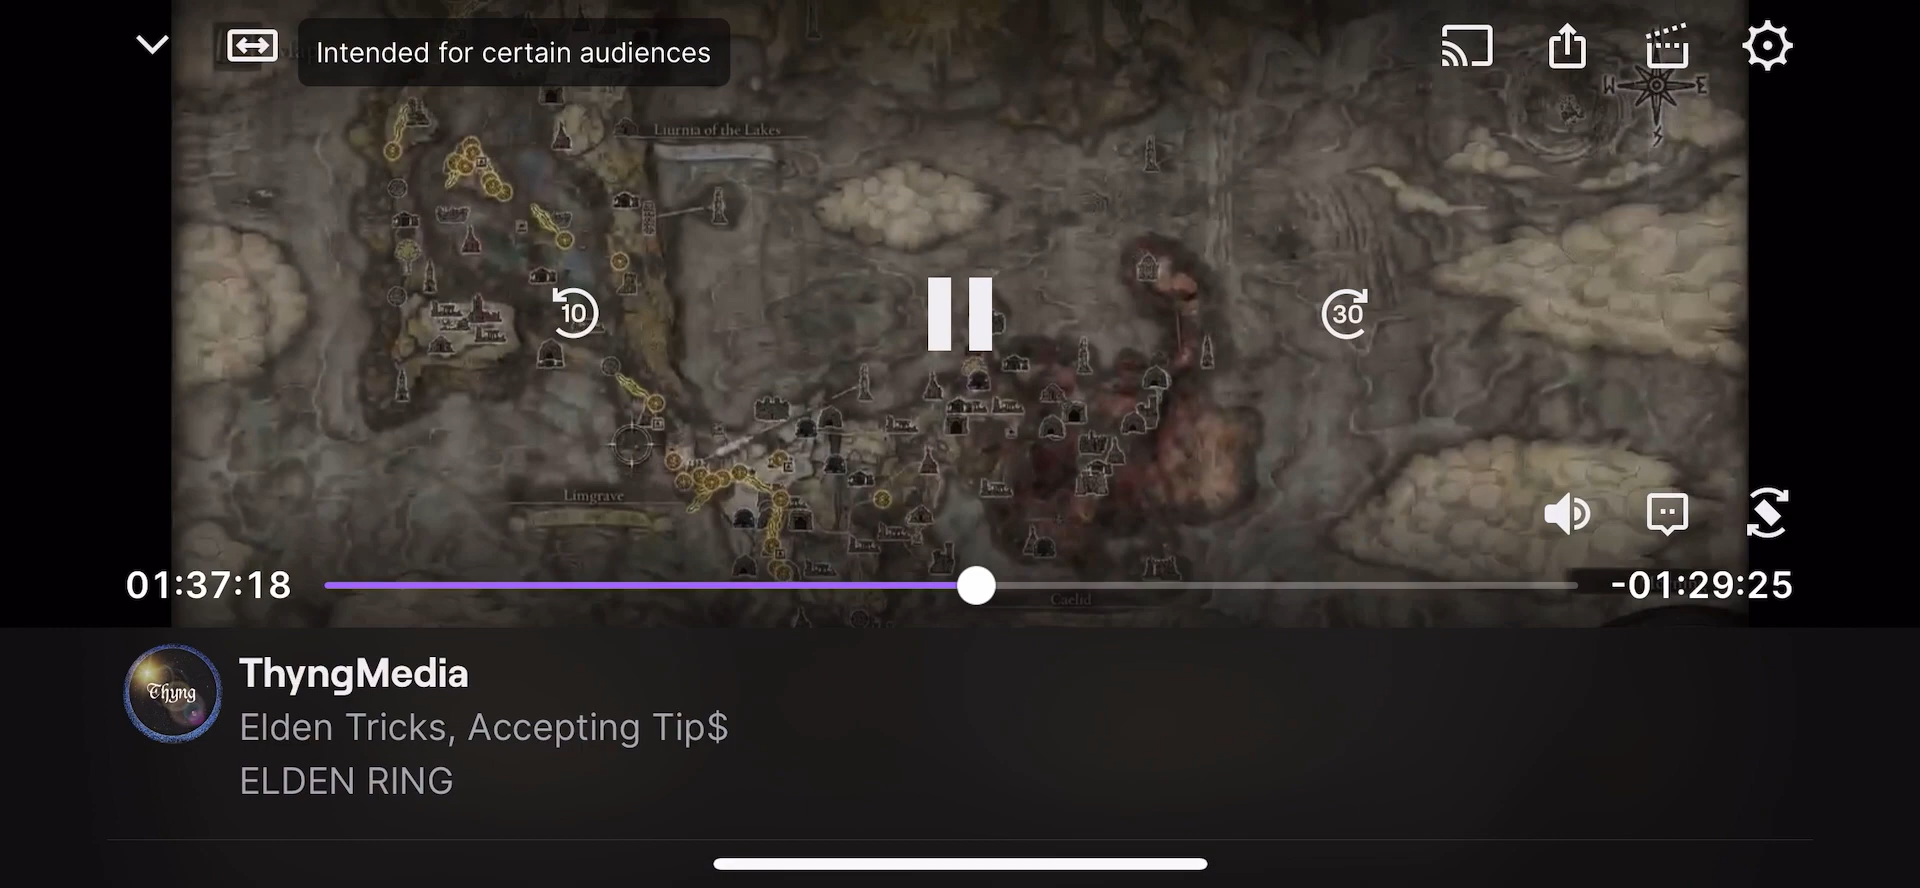 Intended for certain audiences
W E
S
Liurnia of the Lakes
10
30
Limgrave
01:37:18
-01:29:25
Caelid
Thyng
ThyngMedia
Elden Tricks, Accepting Tip$
ELDEN RING